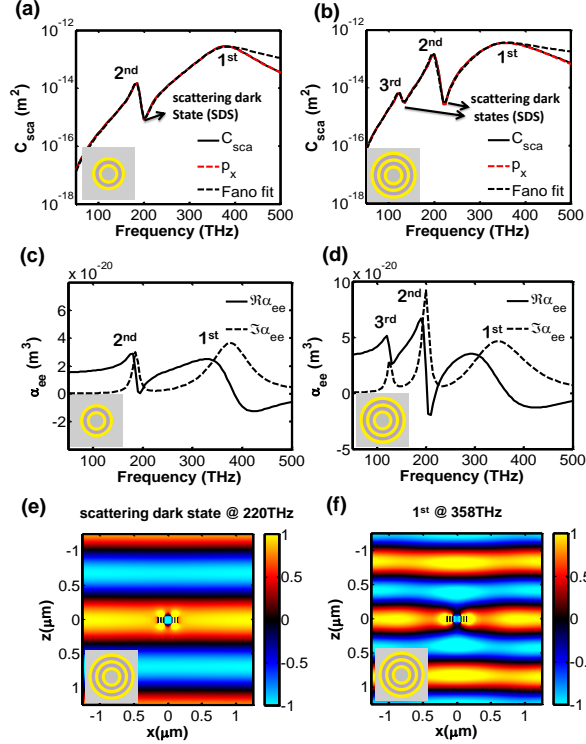 (a)
10^-12
10^-14
10^-16
10^-18
C_sca (m^2)
2^nd
1^st
scattering dark
State (SDS)
C_sca
p_x
Fano fit
100 200 300 400 500
Frequency (THz)
(b)
10^-12
10^-14
10^-16
10^-18
C_sca (m^2)
3^rd
2^nd
1^st
scattering dark
states (SDS)
C_sca
p_x
Fano fit
100 200 300 400 500
Frequency (THz)
(c)
x 10^-20
6
4
2
0
-2
α_ee (m^3)
2^nd
1^st
ℜα_ee
ℑα_ee
100 200 300 400 500
Frequency (THz)
(d)
x 10^-20
10
5
0
-5
α_ee (m^3)
3^rd
2^nd
1^st
ℜα_ee
ℑα_ee
100 200 300 400 500
Frequency (THz)
(e)
scattering dark state @ 220THz
-1
0.5
0
0.5
1
z(μm)
-1 0.5 0 0.5 1
x(μm)
1
0.5
0
-0.5
-1
(f)
1^st @ 358THz
-1
0.5
0
0.5
1
z(μm)
-1 0.5 0 0.5 1
x(μm)
1
0.5
0
-0.5
-1